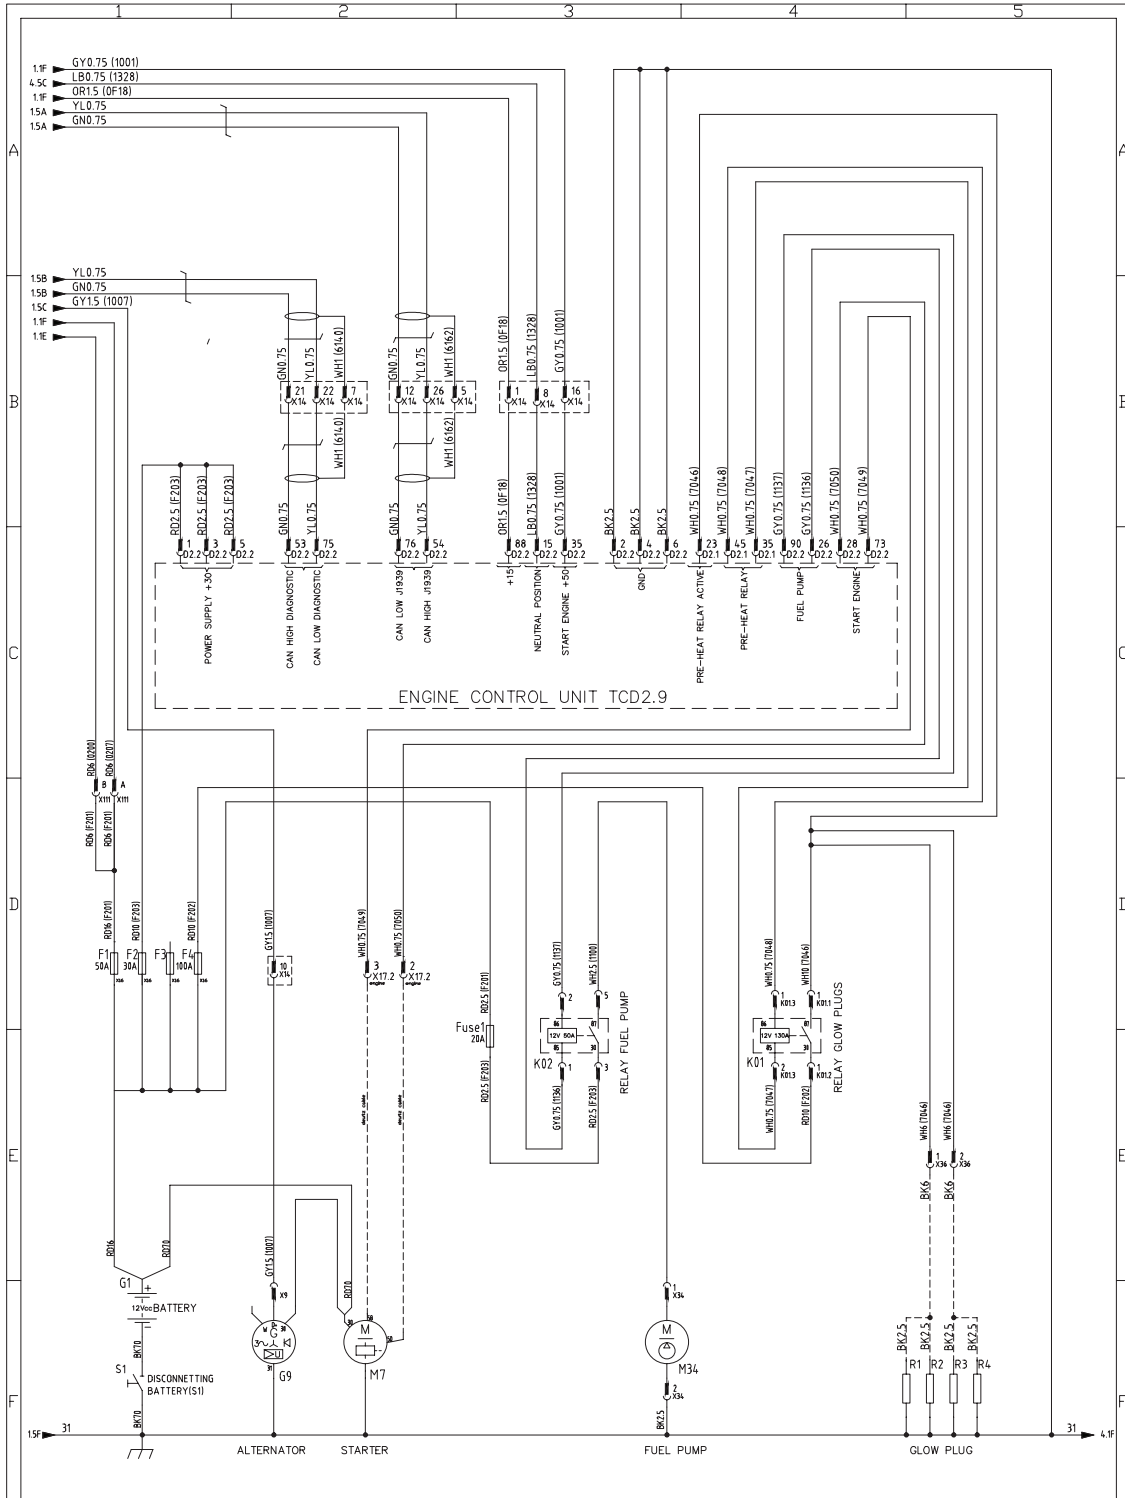 1 2 3 4 5
1.1F GY0.75 (1001)
4.5C LB0.75 (1328)
1.1F OR1.5 (0F18)
1.5A YL0.75
1.5A GN0.75
A A
1.5B YL0.75
1.5B GN0.75
1.5C GY1.5 (1007)
1.1F
1.1E
GN0.75 YL0.75 WH1 (6140) GN0.75 YL0.75 WH1 (6162) OR1.5 (0F18) LB0.75 (1328) GY0.75 (1001)
B 21 22 7 12 26 5 1 8 16 B
X14 X14 X14 X14 X14 X14 X14 X14 X14
WH1 (6140) WH1 (6162)
RD2.5 (F203) RD2.5 (F203) RD2.5 (F203) GN0.75 YL0.75 GN0.75 YL0.75 OR1.5 (0F18) LB0.75 (1328) GY0.75 (1001) BK2.5 BK2.5 BK2.5 WH0.75 (7046) WH0.75 (7048) WH0.75 (7047) GY0.75 (1137) GY0.75 (1136) WH0.75 (7050) WH0.75 (7049)
1 3 5 53 75 76 54 88 15 35 2 4 6 23 45 35 90 26 28 73
D2.2 D2.2 D2.2 D2.2 D2.2 D2.2 D2.2 D2.2 D2.2 D2.2 D2.2 D2.2 D2.2 D2.1 D2.1 D2.1 D2.2 D2.2 D2.2 D2.2
POWER SUPPLY +30
CAN HIGH DIAGNOSTIC
CAN LOW DIAGNOSTIC
CAN LOW J1939
CAN HIGH J1939
+15
NEUTRAL POSITION
START ENGINE +50
GND
PRE-HEAT RELAY ACTIVE
PRE-HEAT RELAY
FUEL PUMP
START ENGINE
C C
ENGINE CONTROL UNIT TCD2.9
RD6 (0200) RD6 (0207)
B A
X111 X111
RD6 (F201) RD6 (F201)
D D
RD16 (F201) RD10 (F203) RD10 (F202) GY1.5 (1007) WH0.75 (7049) WH0.75 (7050) RD2.5 (F201) GY0.75 (1137) WH2.5 (1100) WH0.75 (7048) WH10 (7046)
F1 F2 F3 F4
50A 30A 100A
X16 X16 X16 X16
10
X14
3 2
X17.2 X17.2
engine engine
Fuse1
20A
RD2.5 (F203)
2 5
86 87
12V 50A
85 30
K02 1 3
GY0.75 (1136) RD2.5 (F203)
RELAY FUEL PUMP
1 1
K01.3 K01.1
86 87
12V 130A
85 30
K01 2 1
K01.3 K01.2
WH0.75 (7047) RD10 (F202)
RELAY GLOW PLUGS
deutz cable deutz cable
E E
WH6 (7046) WH6 (7046)
1 2
X36 X36
BK6 BK6
RD16 RD70 GY1.5 (1007) RD70
G1 +
12Vcc BATTERY
-
BK70
S1 DISCONNETTING
BATTERY(S1)
BK70
X9
W D+ 30
G
3
U
31
G9
30 50
M
50
M7
1
X34
M
M34
2
X34
BK2.5
BK2.5 BK2.5 BK2.5 BK2.5
R1 R2 R3 R4
F F
1.5F 31 31 4.1F
ALTERNATOR STARTER FUEL PUMP GLOW PLUG